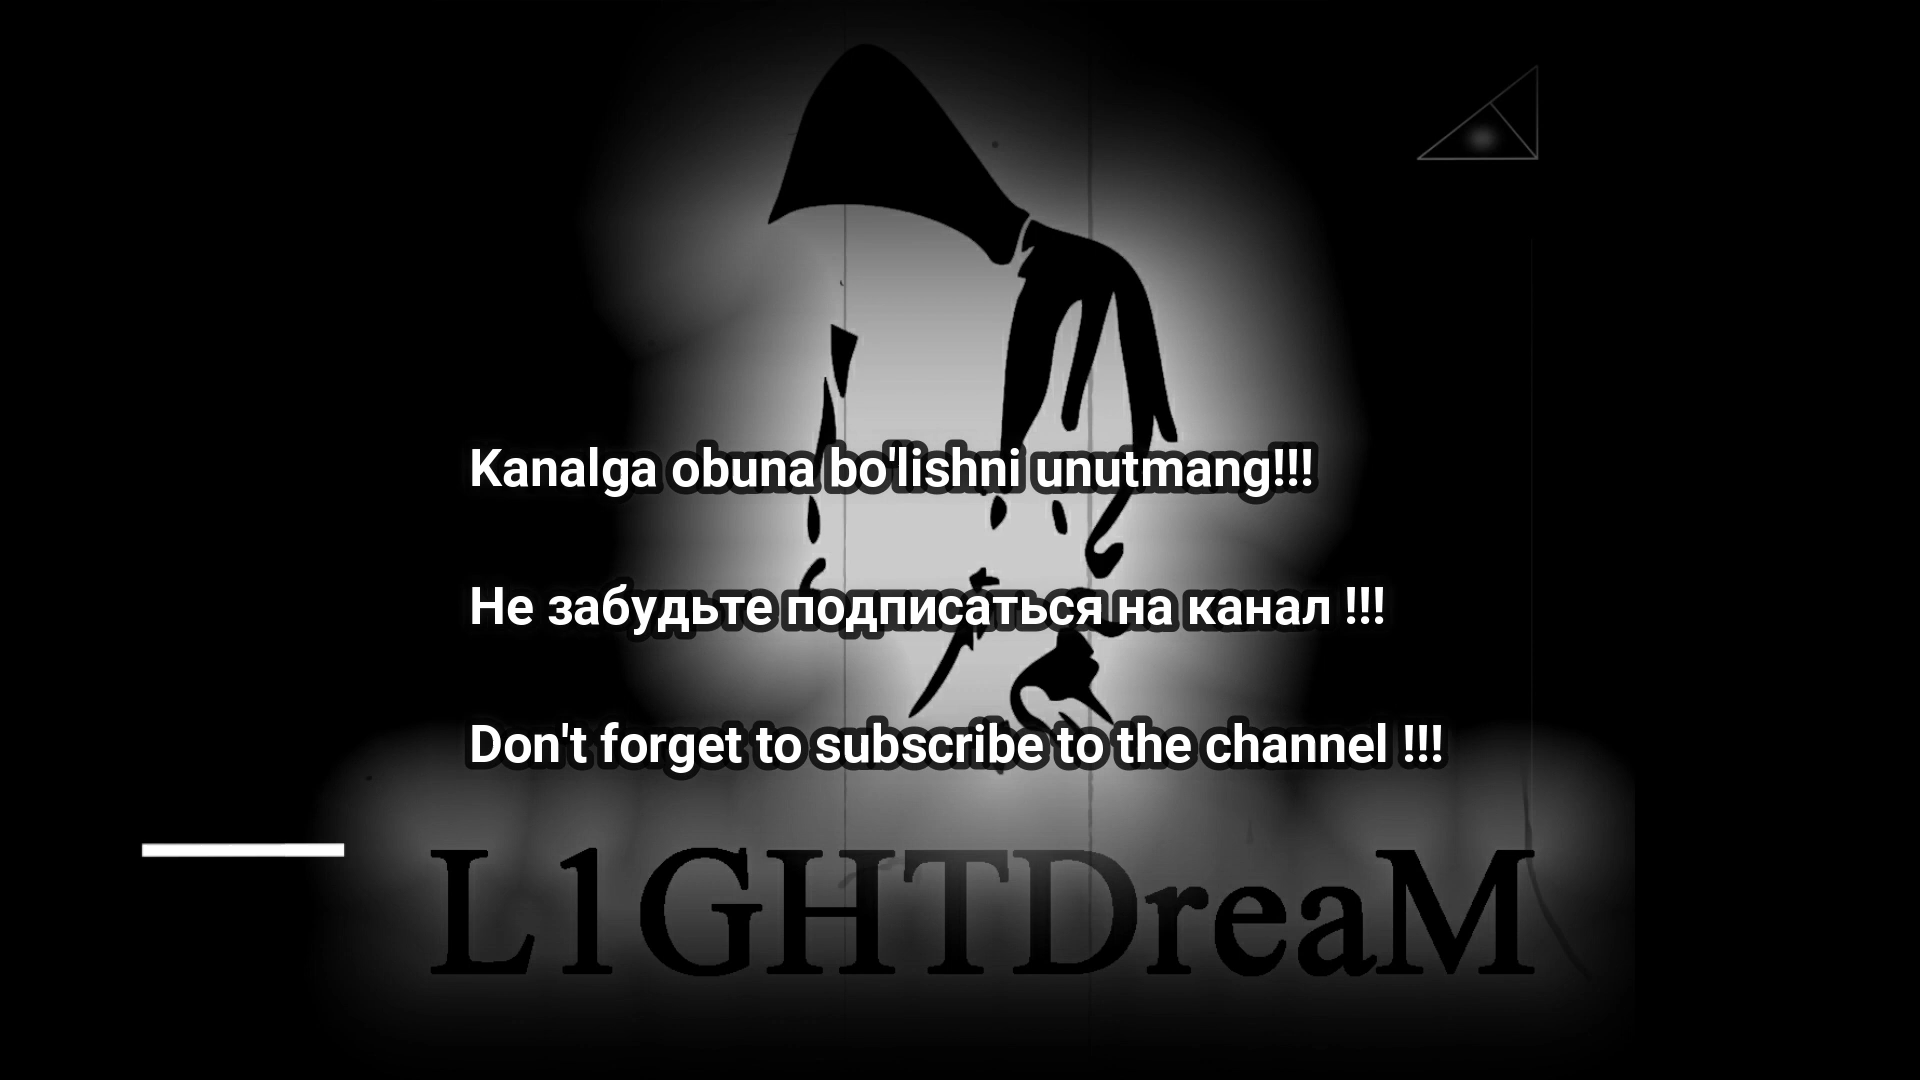 Kanalga obuna bo'lishni unutmang!!!
Не забудьте подписаться на канал !!!
Don't forget to subscribe to the channel !!!
L1GHTDreaM